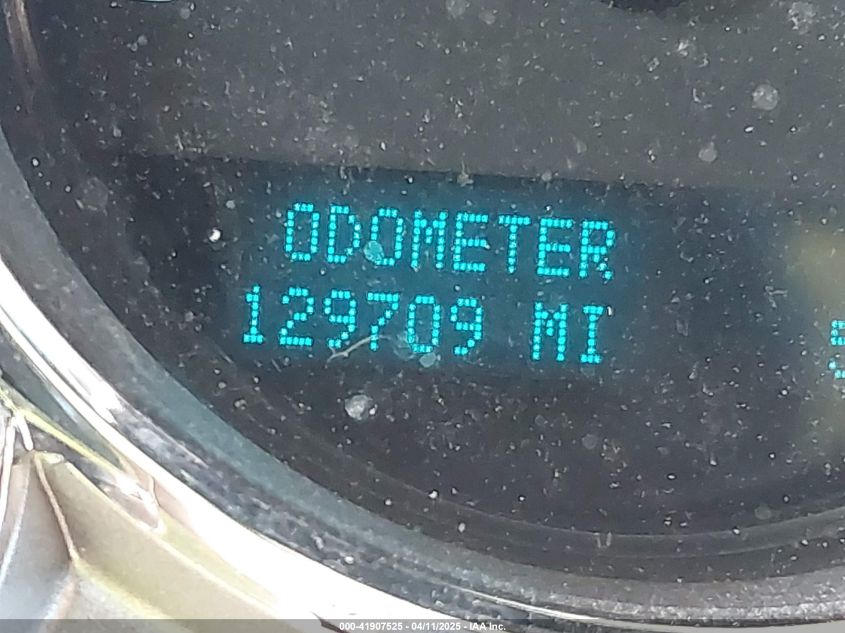 ODOMETER
129709 MI
000-41907525 - 04/11/2025 - IAA Inc.